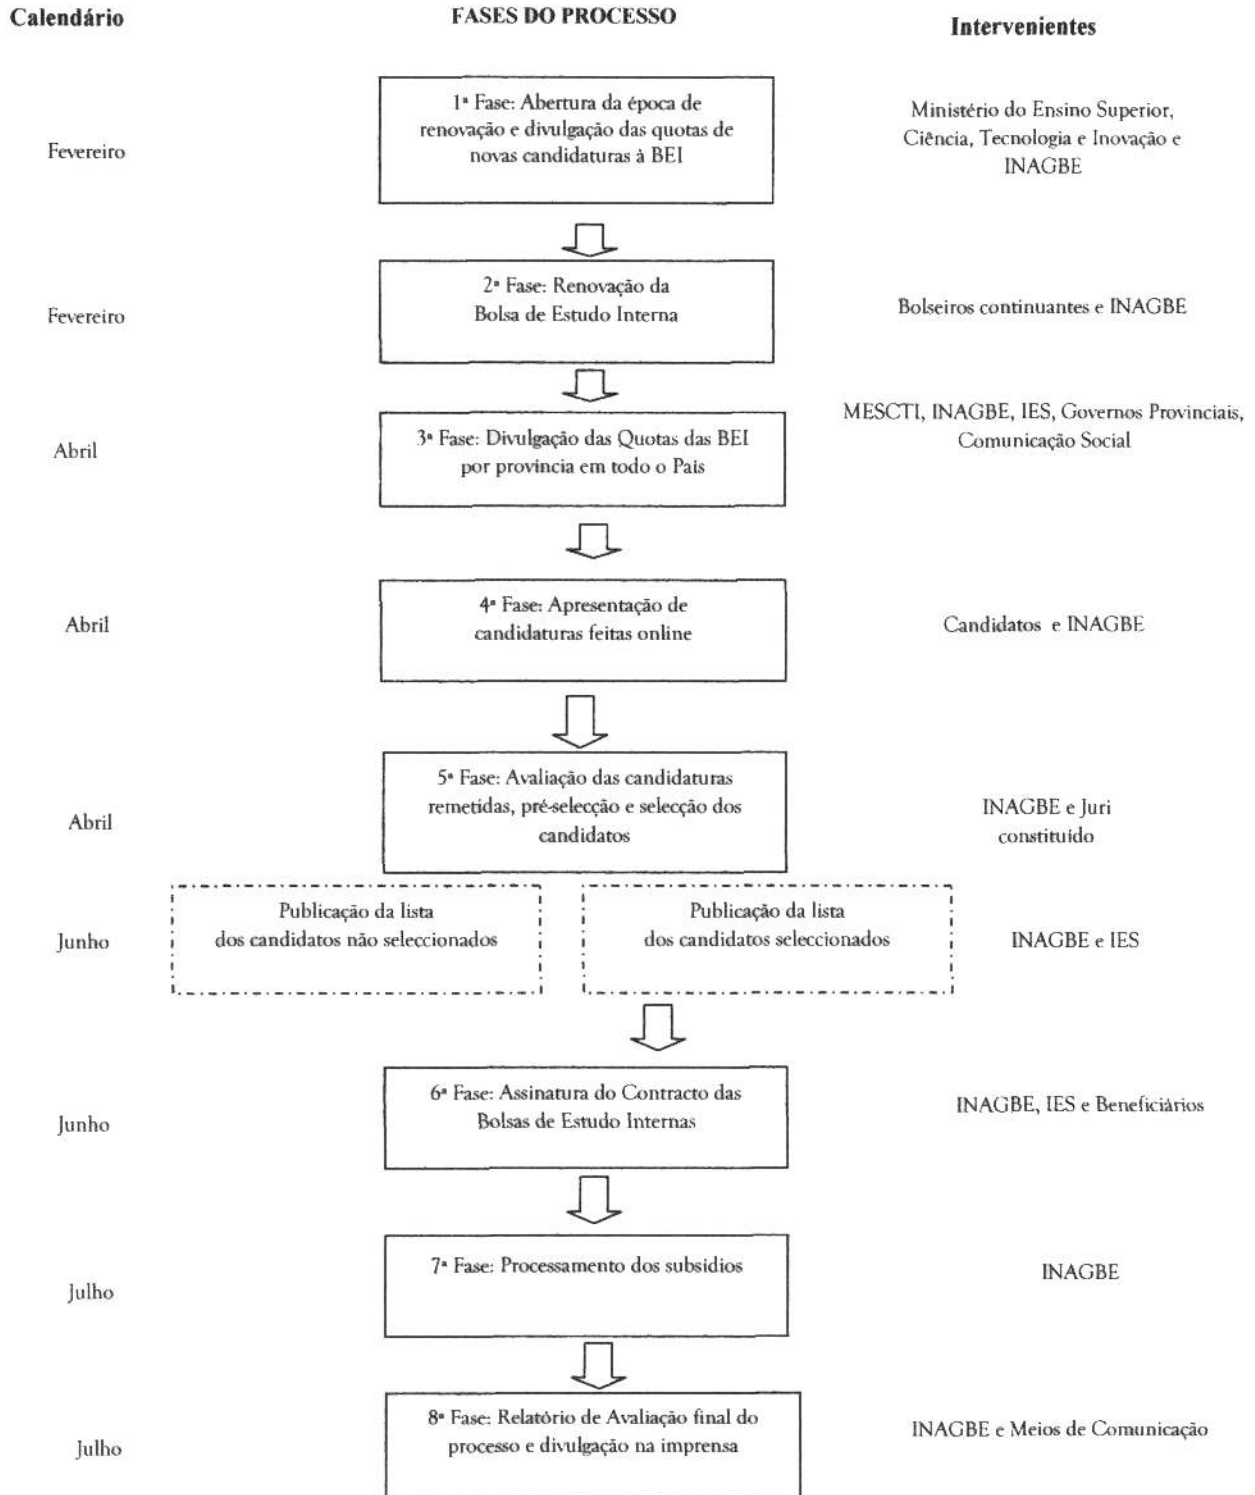 Calendário
FASES DO PROCESSO
Intervenientes
Fevereiro
1ª Fase: Abertura da época de
renovação e divulgação das quotas de
novas candidaturas à BEI
Ministério do Ensino Superior,
Ciência, Tecnologia e Inovação e
INAGBE
Fevereiro
2ª Fase: Renovação da
Bolsa de Estudo Interna
Bolseiros continuantes e INAGBE
Abril
3ª Fase: Divulgação das Quotas das BEI
por província em todo o País
MESCTI, INAGBE, IES, Governos Provinciais,
Comunicação Social
Abril
4ª Fase: Apresentação de
candidaturas feitas online
Candidatos e INAGBE
Abril
5ª Fase: Avaliação das candidaturas
remetidas, pré-selecção e selecção dos
candidatos
INAGBE e Juri
constituído
Junho
Publicação da lista
dos candidatos não seleccionados
Publicação da lista
dos candidatos seleccionados
INAGBE e IES
Junho
6ª Fase: Assinatura do Contracto das
Bolsas de Estudo Internas
INAGBE, IES e Beneficiários
Julho
7ª Fase: Processamento dos subsídios
INAGBE
Julho
8ª Fase: Relatório de Avaliação final do
processo e divulgação na imprensa
INAGBE e Meios de Comunicação